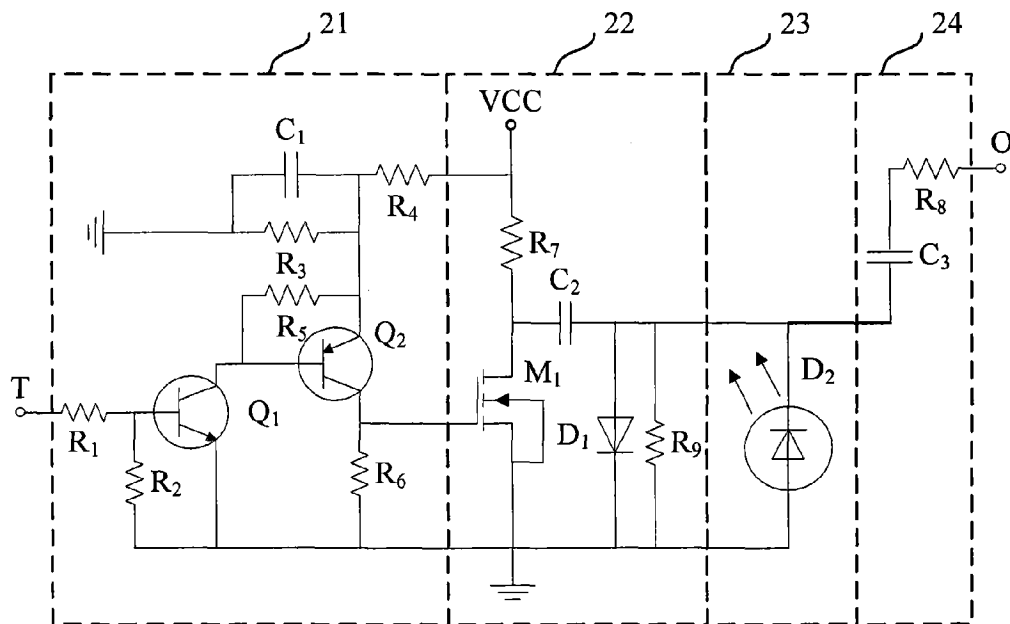 21
22
23
24
VCC
C₁
O
R₄
R₈
R₃
R₇
C₂
C₃
R₅
Q₂
T
M₁
D₂
R₁
Q₁
D₁
R₂
R₆
R₉